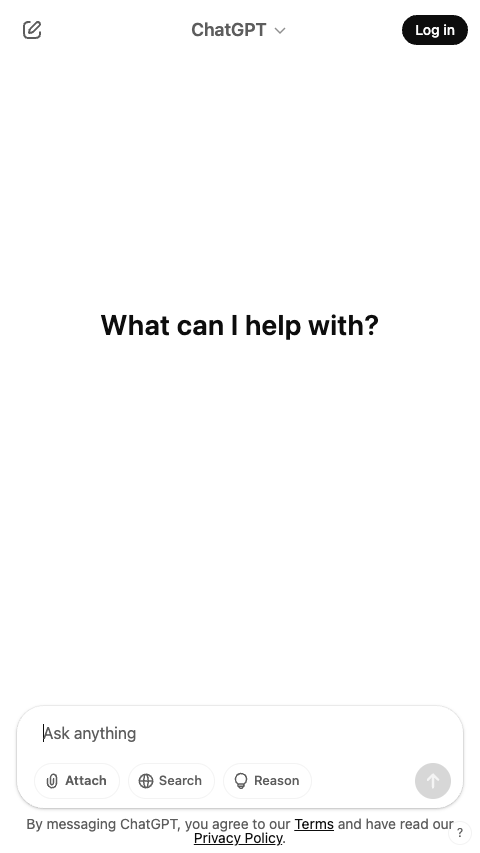 ChatGPT
Log in
What can I help with?
Ask anything
Attach
Search
Reason
By messaging ChatGPT, you agree to our Terms and have read our
Privacy Policy.
?